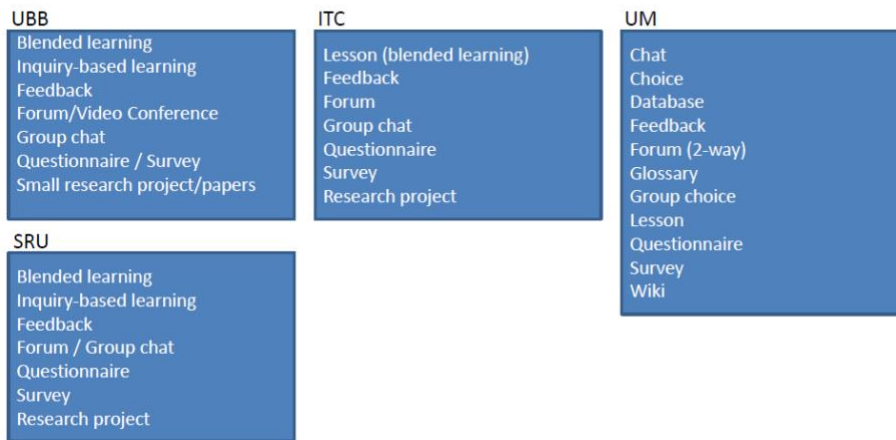 UBB
Blended learning
Inquiry-based learning
Feedback
Forum/Video Conference
Group chat
Questionnaire / Survey
Small research project/papers
ITC
Lesson (blended learning)
Feedback
Forum
Group chat
Questionnaire
Survey
Research project
UM
Chat
Choice
Database
Feedback
Forum (2-way)
Glossary
Group choice
Lesson
Questionnaire
Survey
Wiki
SRU
Blended learning
Inquiry-based learning
Feedback
Forum / Group chat
Questionnaire
Survey
Research project